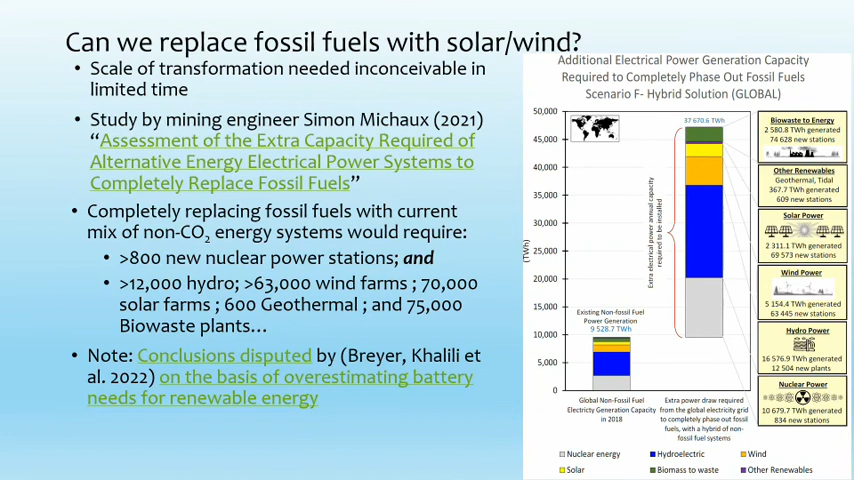 Can we replace fossil fuels with solar/wind?
• Scale of transformation needed inconceivable in
limited time
• Study by mining engineer Simon Michaux (2021)
“Assessment of the Extra Capacity Required of
Alternative Energy Electrical Power Systems to
Completely Replace Fossil Fuels”
• Completely replacing fossil fuels with current
mix of non-CO2 energy systems would require:
• >800 new nuclear power stations; and
• >12,000 hydro; >63,000 wind farms ; 70,000
solar farms ; 600 Geothermal ; and 75,000
Biowaste plants…
• Note: Conclusions disputed by (Breyer, Khalili et
al. 2022) on the basis of overestimating battery
needs for renewable energy
Additional Electrical Power Generation Capacity
Required to Completely Phase Out Fossil Fuels
Scenario F- Hybrid Solution (GLOBAL)
(TWh)
50,000
45,000
40,000
35,000
30,000
25,000
20,000
15,000
10,000
5,000
0
37 670.6 TWh
Extra electrical power annual capacity
required to be installed
Existing Non-fossil Fuel
Power Generation
9 528.7 TWh
Global Non-Fossil Fuel
Electricty Generation Capacity
in 2018
Extra power draw required
from the global electricity grid
to completely phase out fossil
fuels, with a hybrid of non-
fossil fuel systems
Biowaste to Energy
2 580.8 TWh generated
74 628 new stations
Other Renewables
Geothermal, Tidal
367.7 TWh generated
609 new stations
Solar Power
2 311.1 TWh generated
69 573 new stations
Wind Power
5 154.4 TWh generated
63 445 new stations
Hydro Power
16 576.9 TWh generated
12 504 new plants
Nuclear Power
10 679.7 TWh generated
834 new stations
Nuclear energy
Hydroelectric
Wind
Solar
Biomass to waste
Other Renewables